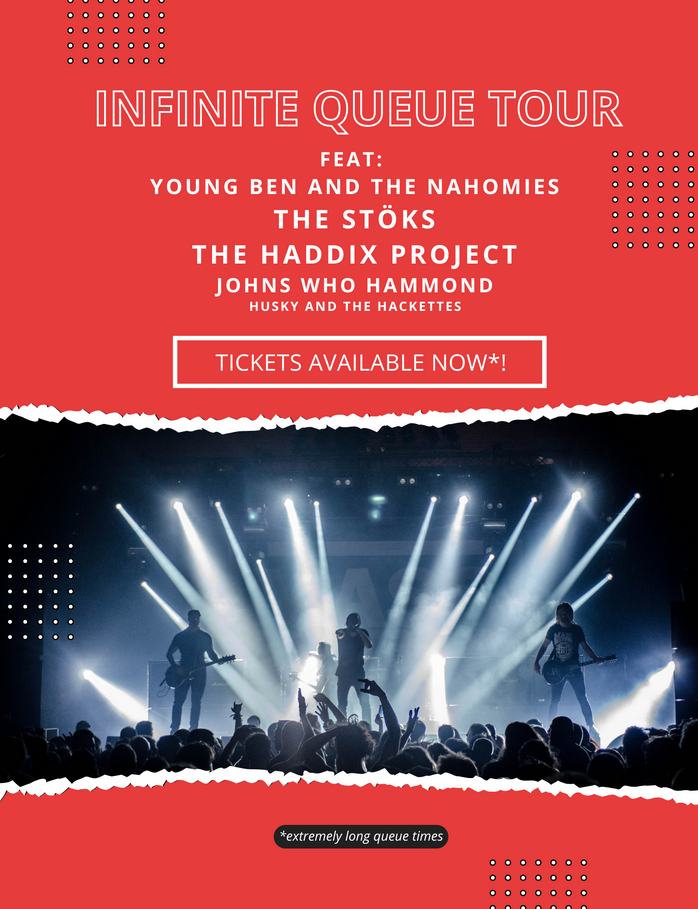 INFINITE QUEUE TOUR
FEAT:
YOUNG BEN AND THE NAHOMIES
THE STÖKS
THE HADDIX PROJECT
JOHNS WHO HAMMOND
HUSKY AND THE HACKETTES
TICKETS AVAILABLE NOW*!
*extremely long queue times